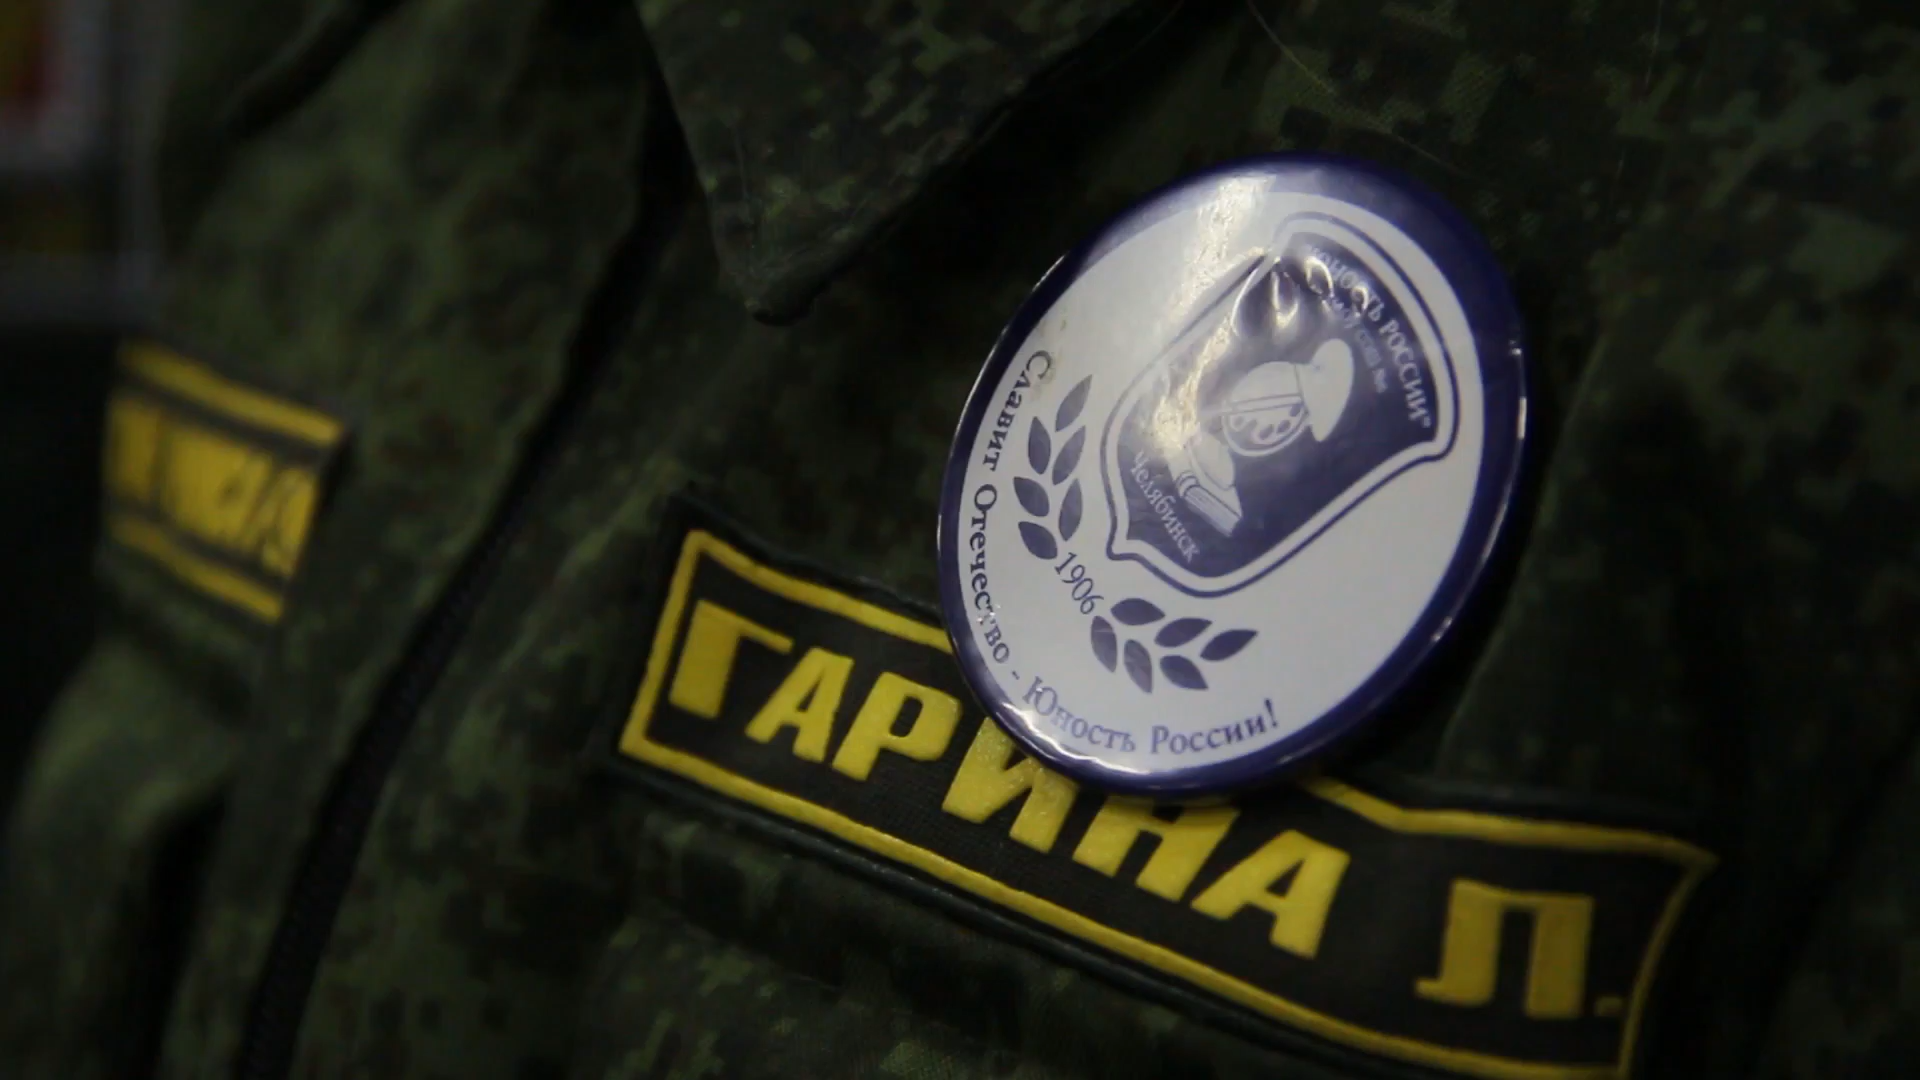 ЮНОСТЬ РОССИИ"
Челябинск
1906
Славит Отечество - Юность России!
ГАРИНА Л.